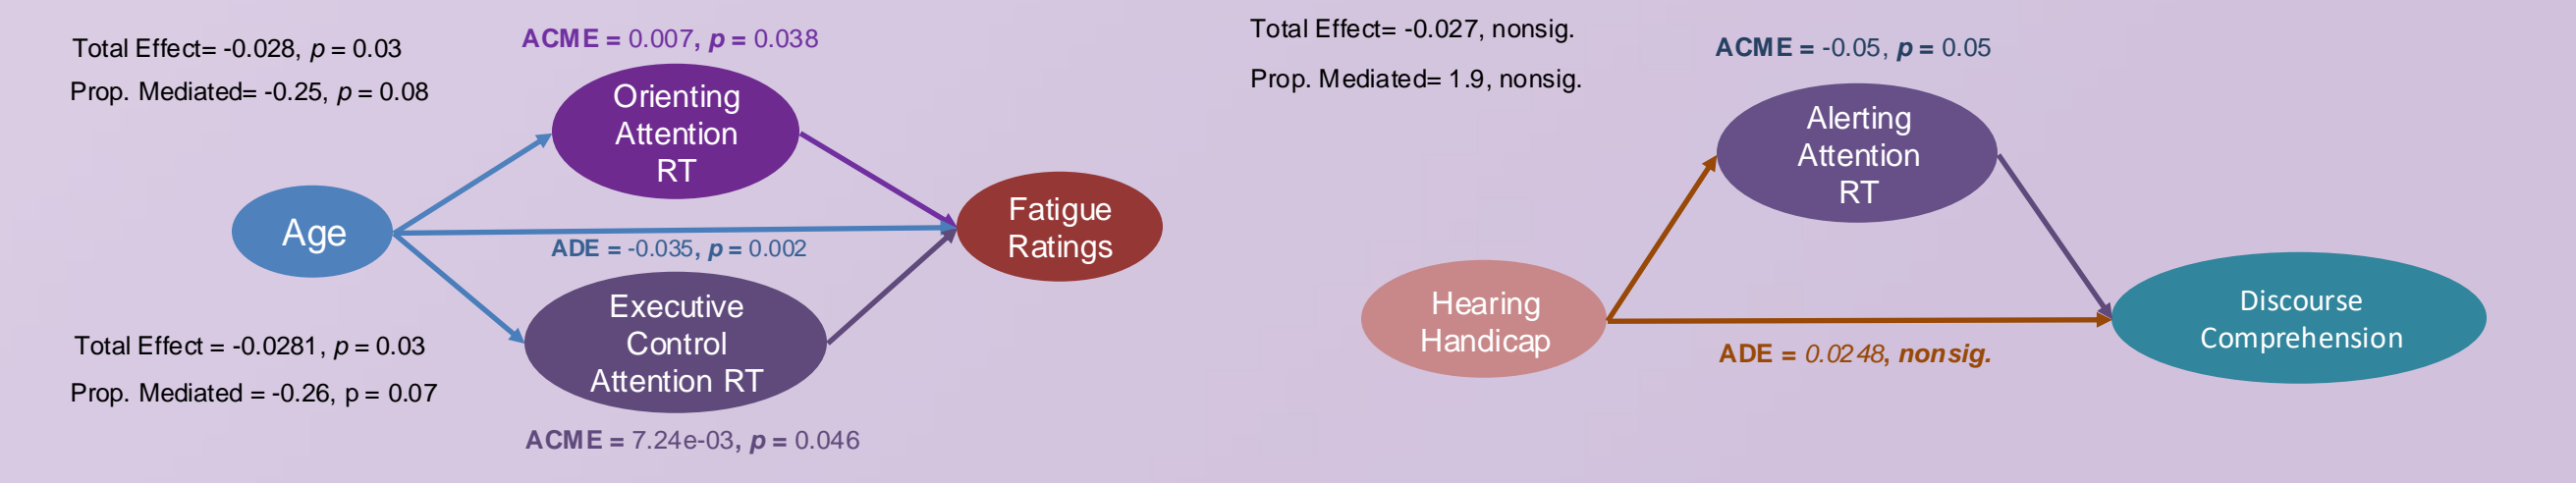 Total Effect= -0.028, p = 0.03
Prop. Mediated= -0.25, p = 0.08
ACME = 0.007, p = 0.038
Orienting
Attention
RT
Age
ADE = -0.035, p = 0.002
Fatigue
Ratings
Executive
Control
Attention RT
Total Effect = -0.0281, p = 0.03
Prop. Mediated = -0.26, p = 0.07
ACME = 7.24e-03, p = 0.046
Total Effect= -0.027, nonsig.
Prop. Mediated= 1.9, nonsig.
ACME = -0.05, p = 0.05
Alerting
Attention
RT
Hearing
Handicap
ADE = 0.0248, nonsig.
Discourse
Comprehension